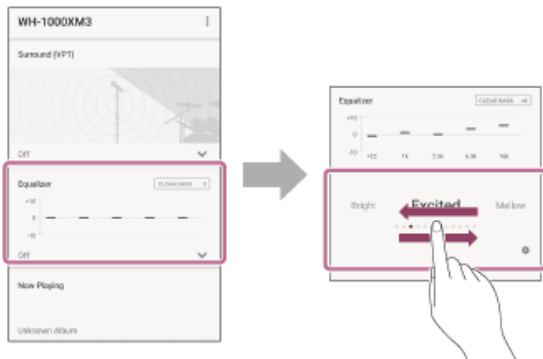 WH-1000XM3
Surround (VPT)
Off
Equalizer
CLEAR BASS 0
+10
0
-10
Off
Now Playing
Unknown Album
Equalizer
CLEAR BASS
+10
0
-10
1k
2.5k
6.3k
16k
Bright Excited Mellow